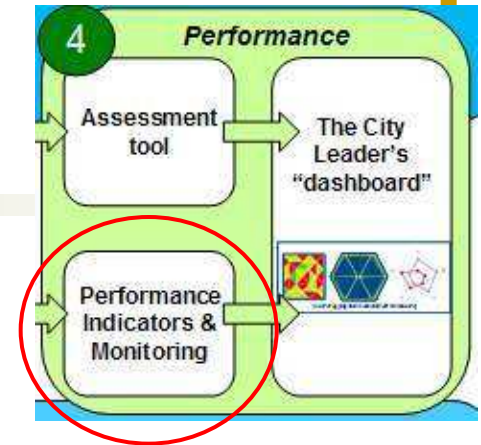 4
Performance
Assessment
tool
The City
Leader's
“dashboard”
Performance
Indicators &
Monitoring